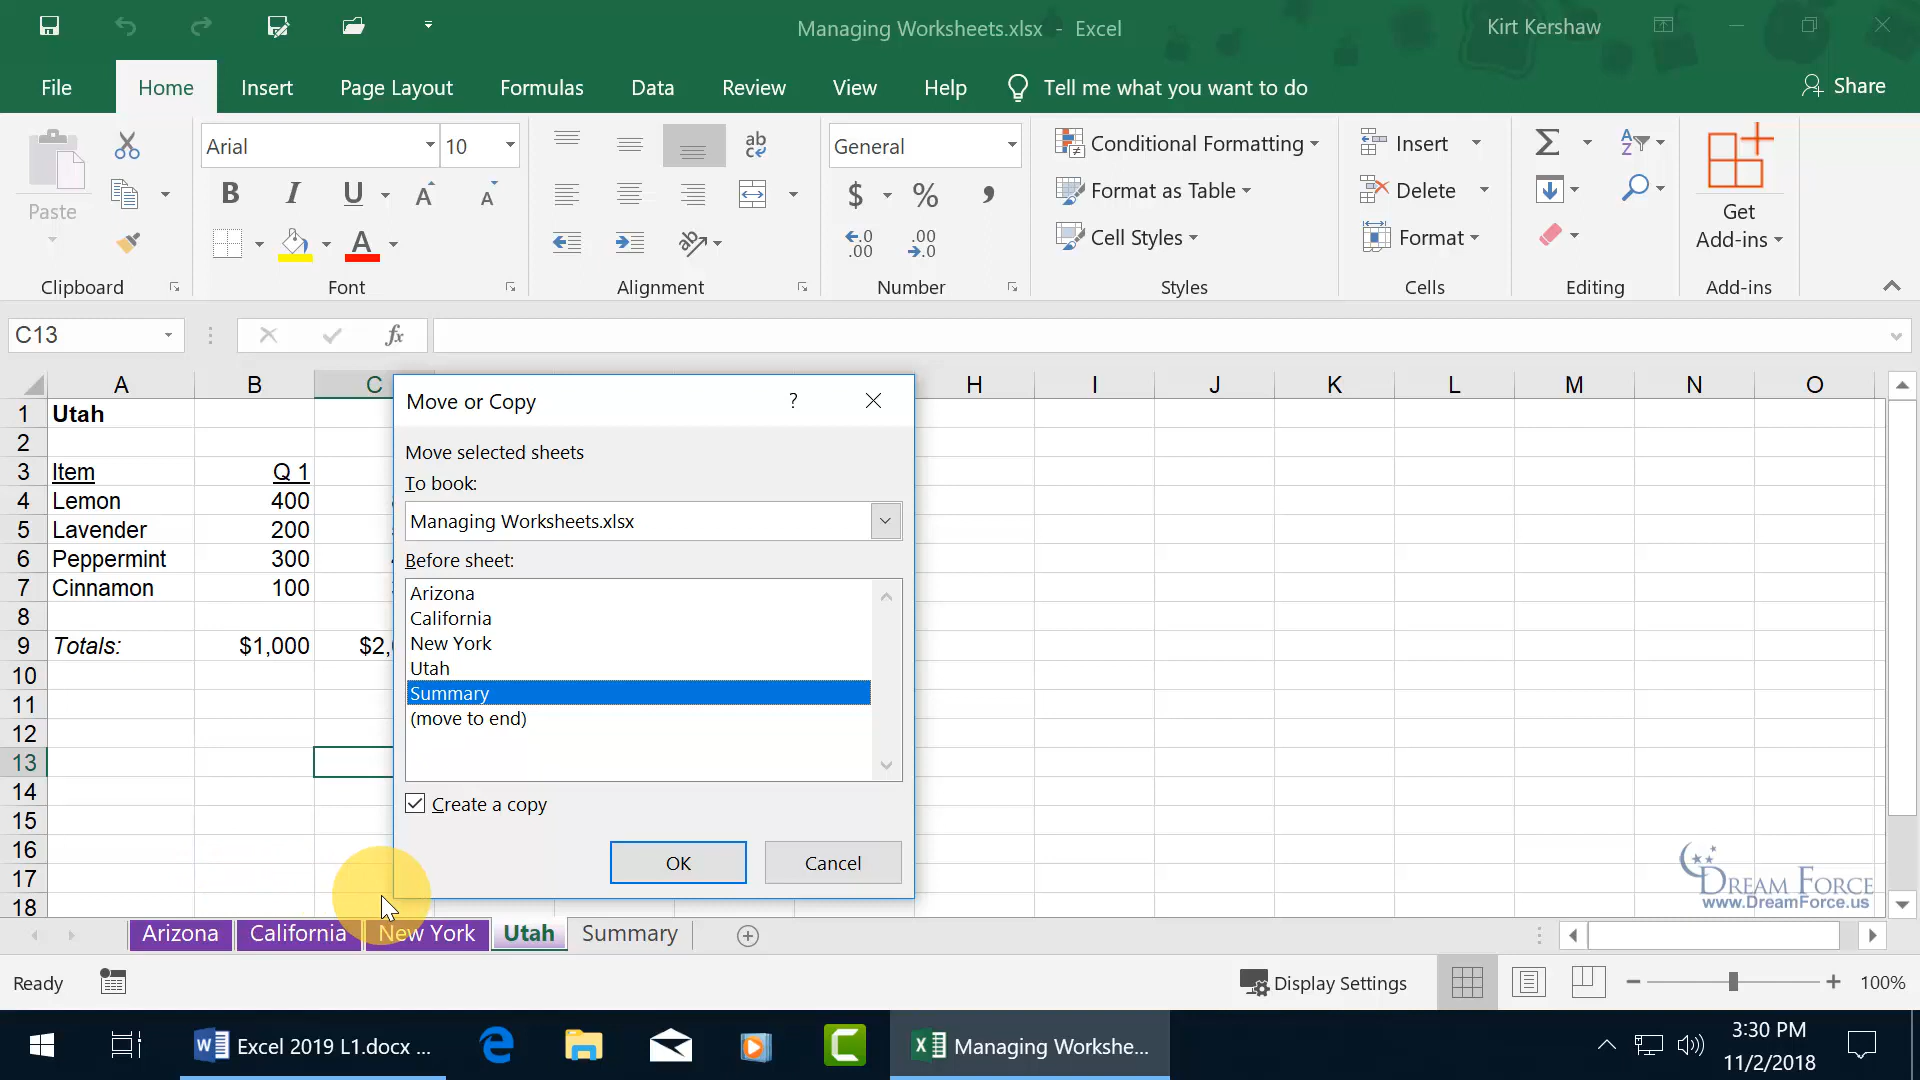 Managing Worksheets.xlsx - Excel
Kirt Kershaw
File Home Insert Page Layout Formulas Data Review View Help Tell me what you want to do Share
Arial 10 General Conditional Formatting Insert
Paste B I U A A $ % , Format as Table Delete
Get
Add-ins
A Cell Styles Format
Clipboard Font Alignment Number Styles Cells Editing Add-ins
C13 fx
A B C H I J K L M N O
1 Utah
2
3 Item Q 1
4 Lemon 400
5 Lavender 200
6 Peppermint 300
7 Cinnamon 100
8
9 Totals: $1,000 $2,
10
11
12
13
14
15
16
17
18
Move or Copy ?
Move selected sheets
To book:
Managing Worksheets.xlsx
Before sheet:
Arizona
California
New York
Utah
Summary
(move to end)
Create a copy
OK Cancel
DREAM FORCE
www.DreamForce.us
Arizona California New York Utah Summary
Ready Display Settings 100%
Excel 2019 L1.docx ... Managing Workshe...
3:30 PM
11/2/2018